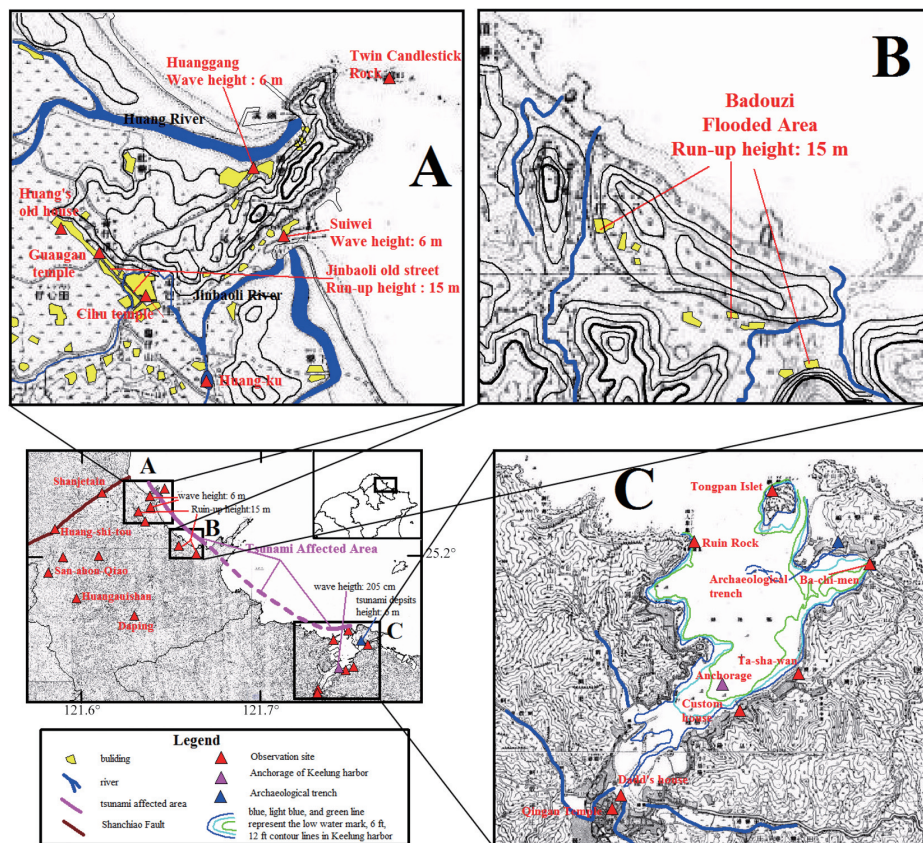 Huanggang
Wave height : 6 m
Twin Candlestick
Rock
Huang River
A
Huang's
old house
Guangan
temple
Suiwei
Wave height: 6 m
Jinbaoli old street
Run-up height : 15 m
Jinbaoli River
Cihu temple
Huang-ku
B
Badouzi
Flooded Area
Run-up height: 15 m
A
Shanjetain
wave height: 6 m
Ruin-up height:15 m
B
Huang-shi-tou
Tsunami Affected Area
25.2°
San-ahon-Qiao
wave heigth: 205 cm
tsunami depsits
height: 6 m
Huangauishan
Daping
C
121.6
121.7
C
Tongpan Islet
Ruin Rock
Archaeological
trench
Ba-chi-men
Ta-sha-wan
Anchorage
Custom
house
Dodd's house
Qingan Temple
Legend
buliding
river
tsunami affected area
Shanchiao Fault
Observation site
Anchorage of Keelung harbor
Archaeological trench
blue, light blue, and green line
represent the low water mark, 6 ft,
12 ft contour lines in Keelung harbor